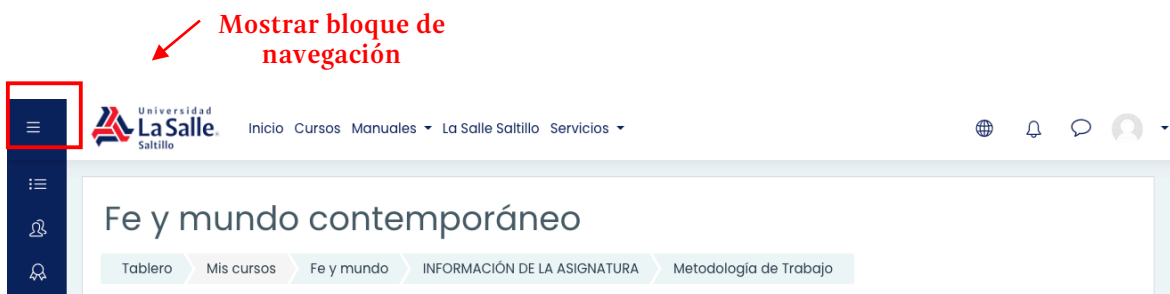 Mostrar bloque de
navegación
Universidad
La Salle.
Saltillo
Inicio Cursos Manuales La Salle Saltillo Servicios
Fe y mundo contemporáneo
Tablero Mis cursos Fe y mundo INFORMACIÓN DE LA ASIGNATURA Metodología de Trabajo